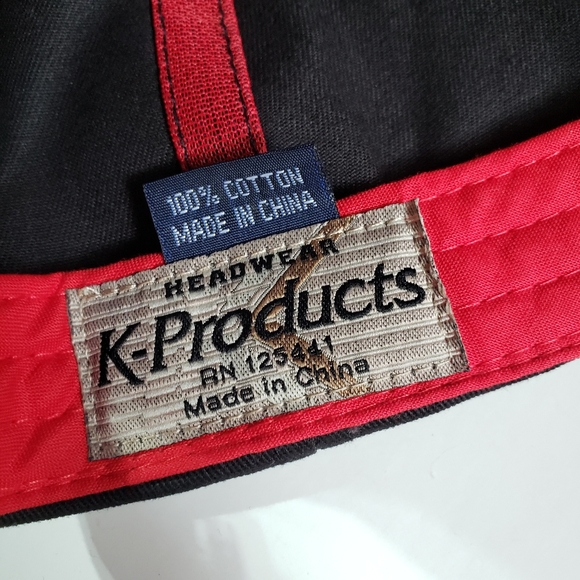 100% COTTON
MADE IN CHINA
HEADWEAR
K-Products
RN 125441
Made in China